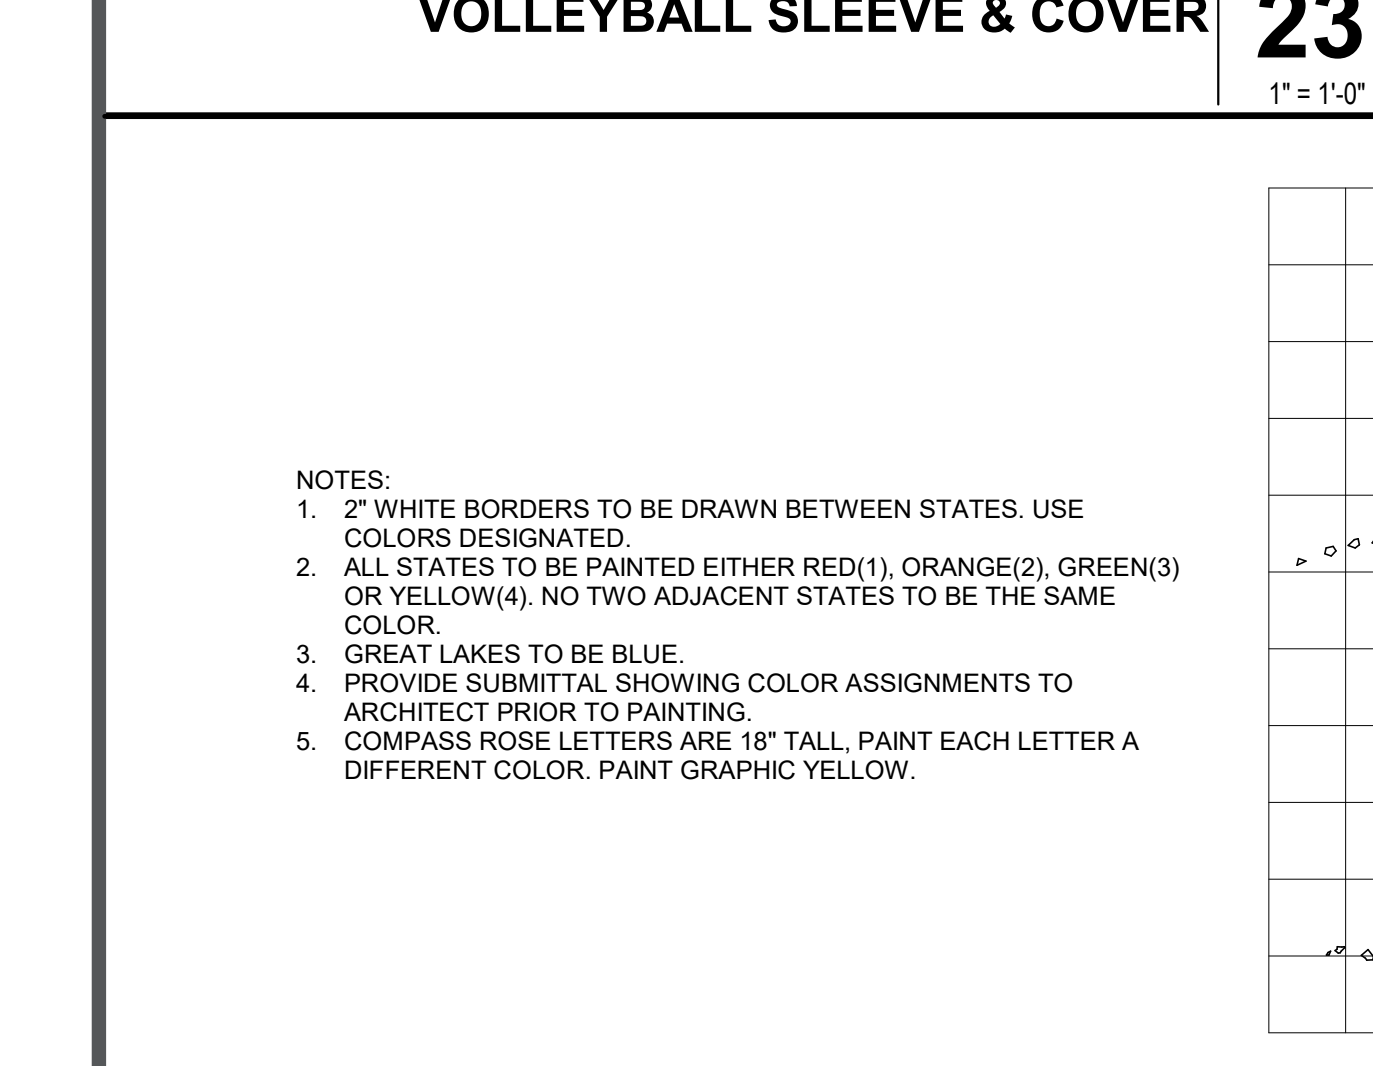 VOLLEYBALL SLEEVE & COVER
23
1" = 1'-0"
NOTES:
1. 2" WHITE BORDERS TO BE DRAWN BETWEEN STATES. USE
COLORS DESIGNATED.
2. ALL STATES TO BE PAINTED EITHER RED(1), ORANGE(2), GREEN(3)
OR YELLOW(4). NO TWO ADJACENT STATES TO BE THE SAME
COLOR.
3. GREAT LAKES TO BE BLUE.
4. PROVIDE SUBMITTAL SHOWING COLOR ASSIGNMENTS TO
ARCHITECT PRIOR TO PAINTING.
5. COMPASS ROSE LETTERS ARE 18" TALL, PAINT EACH LETTER A
DIFFERENT COLOR. PAINT GRAPHIC YELLOW.